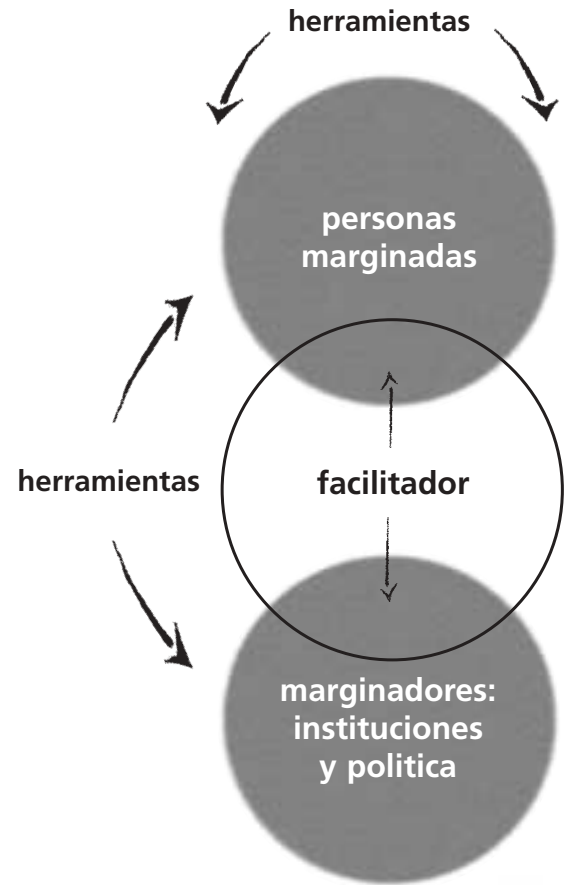 herramientas
personas
marginadas
herramientas
facilitador
marginadores:
instituciones
y politica